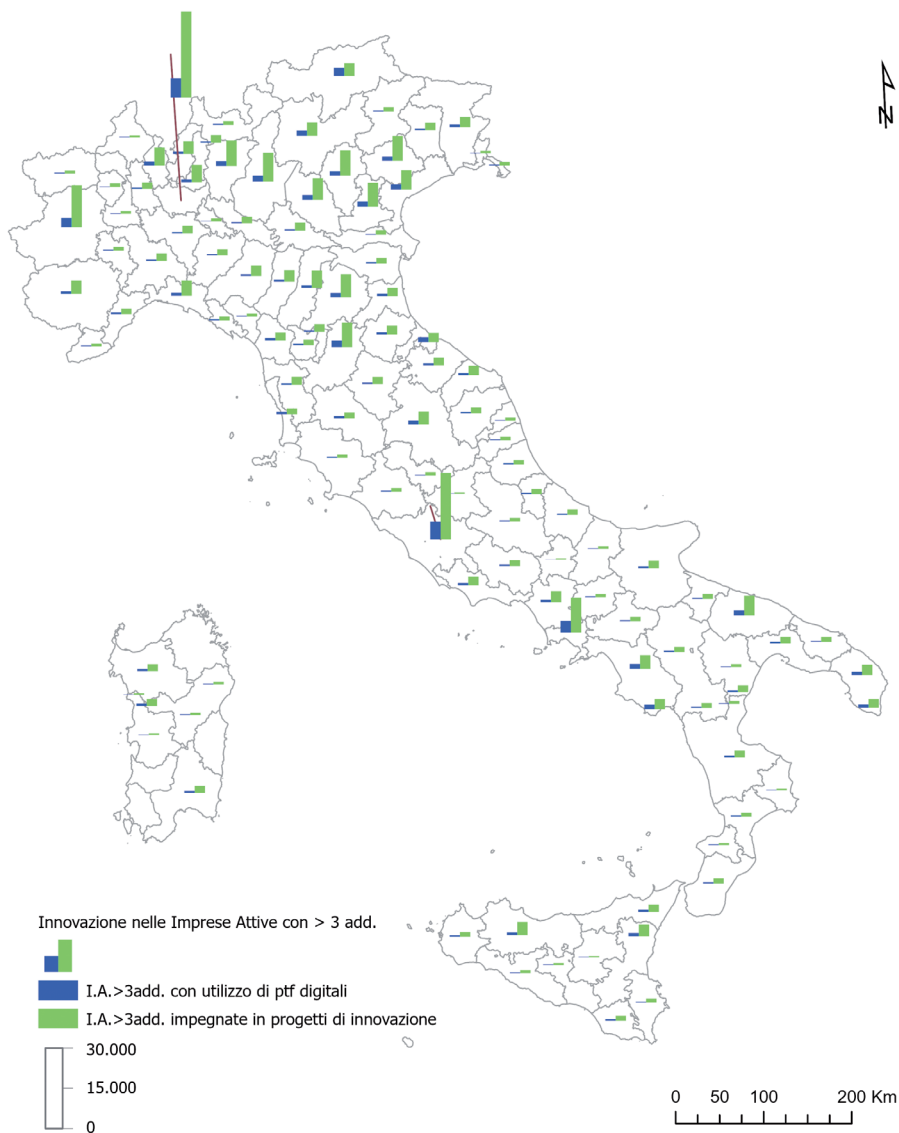 N
Innovazione nelle Imprese Attive con > 3 add.
I.A.>3add. con utilizzo di ptf digitali
I.A.>3add. impegnate in progetti di innovazione
30.000
15.000
0
0 50 100 200 Km